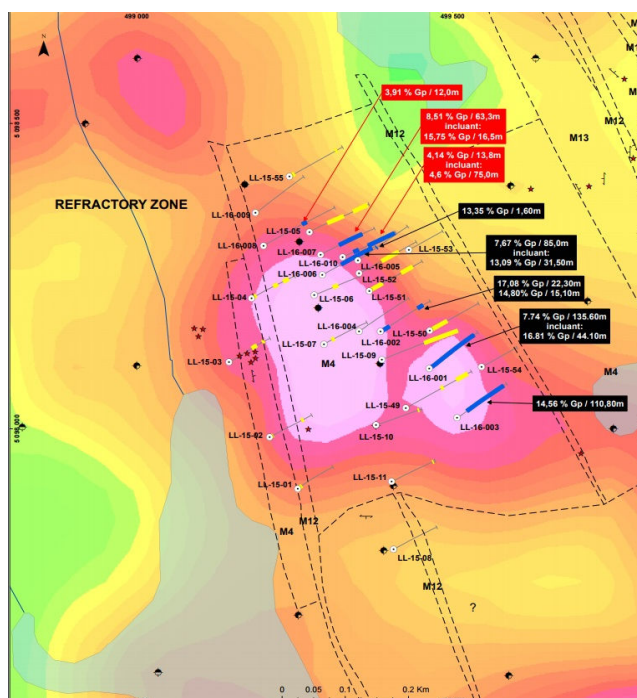 499 000
499 500
5 098 500
5 098 000
REFRACTORY ZONE
3,91 % Gp / 12,0m
8,51 % Gp / 63,3m
incluant:
15,75 % Gp / 16,5m
4,14 % Gp / 13,8m
incluant:
4,6 % Gp / 75,0m
13,35 % Gp / 1,60m
7,67 % Gp / 85,0m
incluant:
13,09 % Gp / 31,50m
17,08 % Gp / 22,30m
14,80% Gp / 15,10m
7.74 % Gp / 135.60m
incluant:
16.81 % Gp / 44.10m
14,56 % Gp / 110,80m
M12
M13
M12
LL-15-55
LL-16-009
LL-15-05
LL-16-008
LL-16-007
LL-16-010
LL-16-005
LL-15-53
LL-16-006
LL-15-52
LL-15-51
LL-15-04
LL-15-06
LL-16-004
LL-16-002
LL-15-50
LL-15-07
LL-15-09
LL-15-03
M4
LL-16-001
LL-15-54
M4
LL-15-49
LL-16-003
LL-15-10
LL-15-02
LL-15-11
LL-15-01
M12
M4
LL-15-08
M12
?
0 0.05 0.1 0.2 Km
N